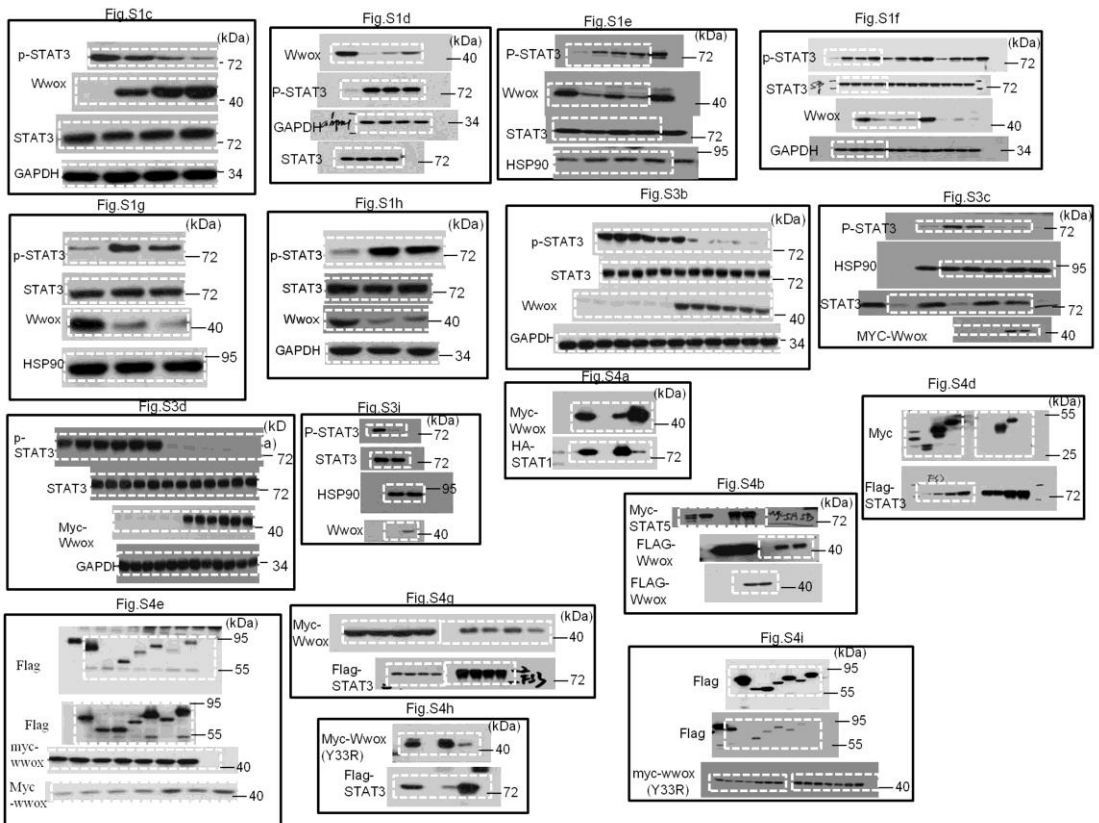 Fig.S1c
(kDa)
p-STAT3
72
Wwox
40
STAT3
72
GAPDH
34
Fig.S1d
(kDa)
Wwox
40
P-STAT3
72
GAPDH
34
STAT3
72
Fig.S1e
(kDa)
P-STAT3
72
Wwox
40
STAT3
72
95
HSP90
Fig.S1f
(kDa)
p-STAT3
72
STAT3
72
Wwox
40
GAPDH
34
Fig.S1g
(kDa)
p-STAT3
72
STAT3
72
Wwox
40
95
HSP90
Fig.S1h
(kDa)
p-STAT3
72
STAT3
72
Wwox
40
GAPDH
34
Fig.S3b
(kDa)
p-STAT3
72
STAT3
72
Wwox
40
GAPDH
34
Fig.S3c
(kDa)
P-STAT3
72
HSP90
95
STAT3
72
MYC-Wwox
40
Fig.S3d
(kD
a)
p-
STAT3
72
STAT3
72
Myc-
Wwox
40
GAPDH
34
Fig.S3i
(kDa)
P-STAT3
72
STAT3
72
HSP90
95
Wwox
40
Fig.S4a
(kDa)
Myc-
Wwox
40
HA-
STAT1
72
Fig.S4d
(kDa)
Myc
55
25
Flag-
STAT3
72
Fig.S4b
(kDa)
Myc-
STAT5
72
FLAG-
Wwox
40
FLAG-
Wwox
40
Fig.S4e
(kDa)
Flag
95
55
Flag
95
55
myc-
wwox
40
Myc
-wwox
40
Fig.S4g
(kDa)
Myc-
Wwox
40
Flag-
STAT3
72
Fig.S4h
(kDa)
Myc-Wwox
(Y33R)
40
Flag-
STAT3
72
Fig.S4i
(kDa)
Flag
95
55
Flag
95
55
myc-wwox
(Y33R)
40